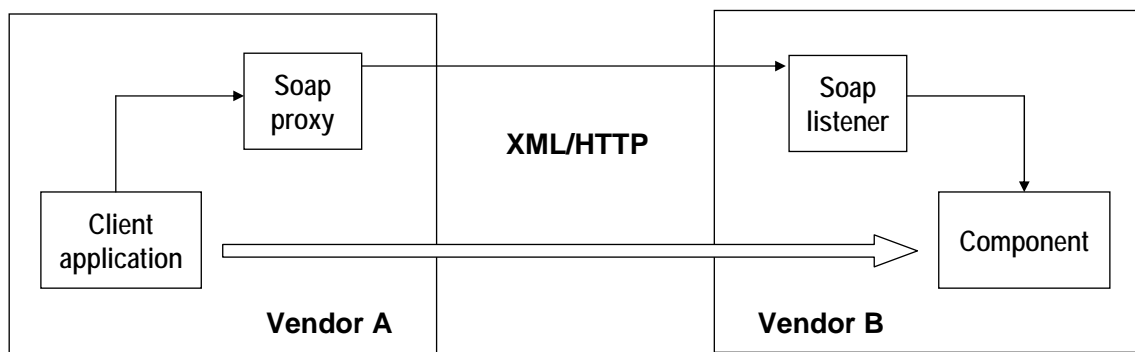 Soap
proxy
Soap
listener
XML/HTTP
Client
application
Component
Vendor A
Vendor B